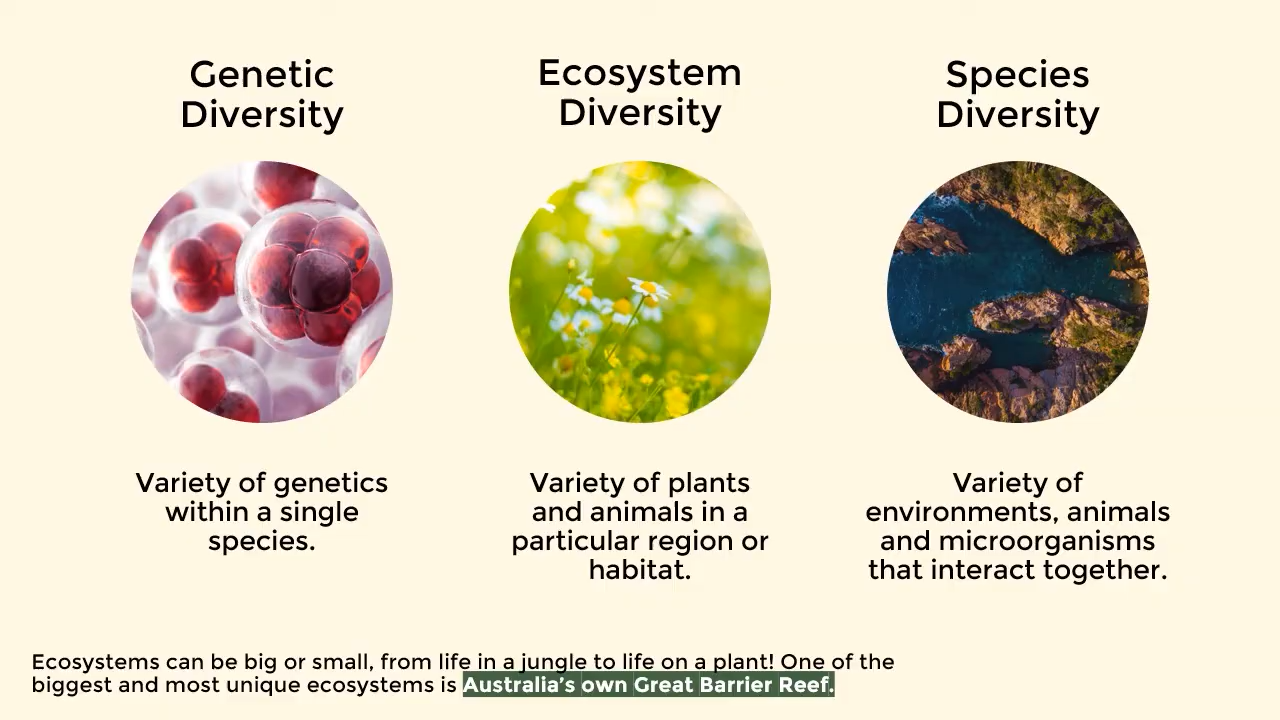 Genetic
Diversity
Ecosystem
Diversity
Species
Diversity
Variety of genetics
within a single
species.
Variety of plants
and animals in a
particular region or
habitat.
Variety of
environments, animals
and microorganisms
that interact together.
Ecosystems can be big or small, from life in a jungle to life on a plant! One of the
biggest and most unique ecosystems is Australia’s own Great Barrier Reef.